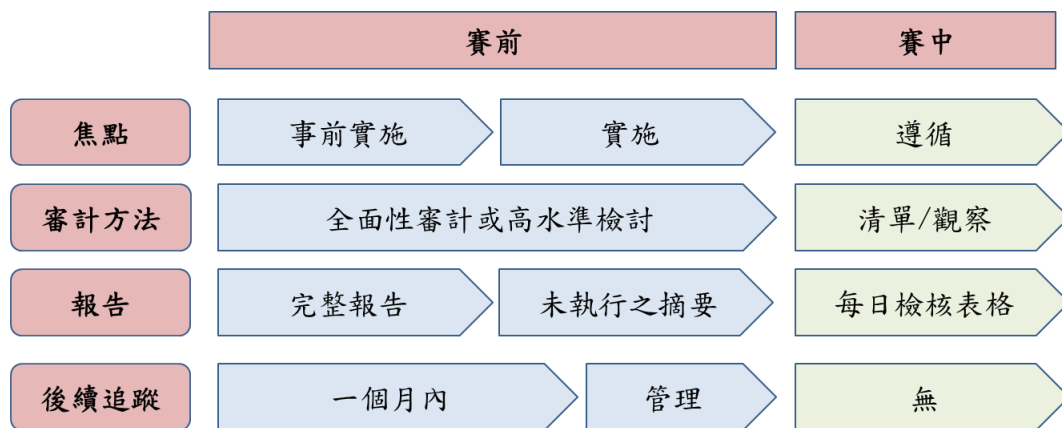 賽前 賽中
焦點 事前實施 實施 遵循
審計方法 全面性審計或高水準檢討 清單/觀察
報告 完整報告 未執行之摘要 每日檢核表格
後續追蹤 一個月內 管理 無